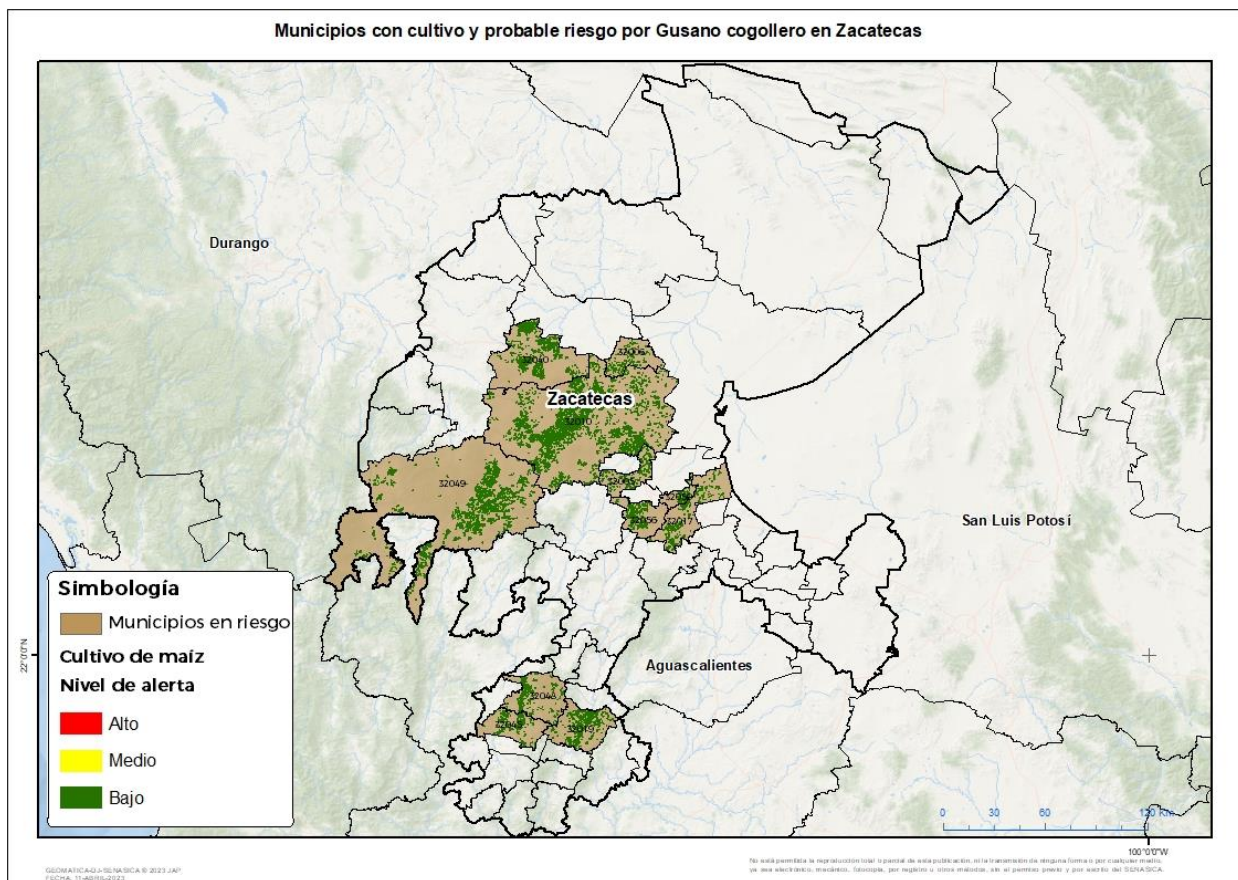 Municipios con cultivo y probable riesgo por Gusano cogollero en Zacatecas
Durango
32040
Zacatecas
32010
32049
32017
San Luis Potosí
Aguascalientes
Simbología
Municipios en riesgo
Cultivo de maíz
Nivel de alerta
Alto
Medio
Bajo
22°0'0"N
0 30 60 120 Km
100°0'0"W
GEOMATICA-DJ-SENASICA © 2023 JAP
FECHA: 11-ABRIL-2023
No está permitida la reproducción total o parcial de esta publicación, ni la transmisión de ninguna forma o por cualquier medio,
ya sea electrónico, mecánico, fotocopia, por registro u otros métodos, sin el permiso previo y por escrito del SENASICA.